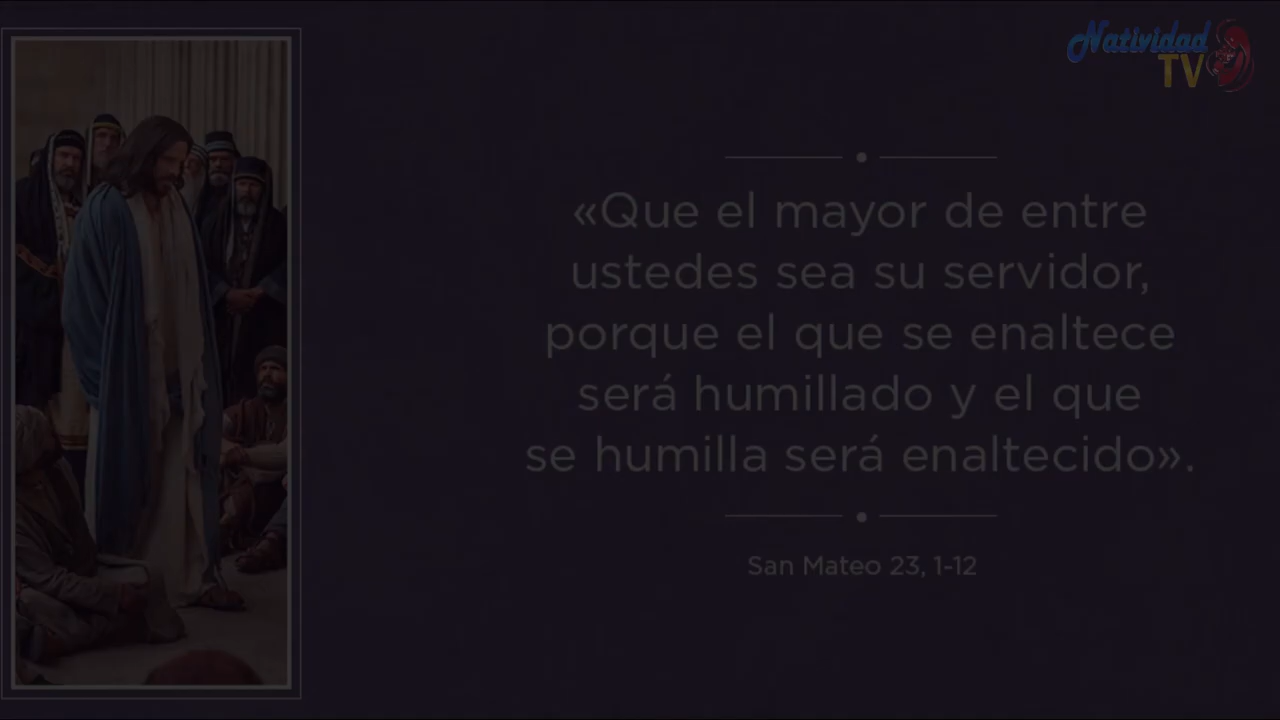 Natividad
TV
«Que el mayor de entre
ustedes sea su servidor,
porque el que se enaltece
será humillado y el que
se humilla será enaltecido».
San Mateo 23, 1-12